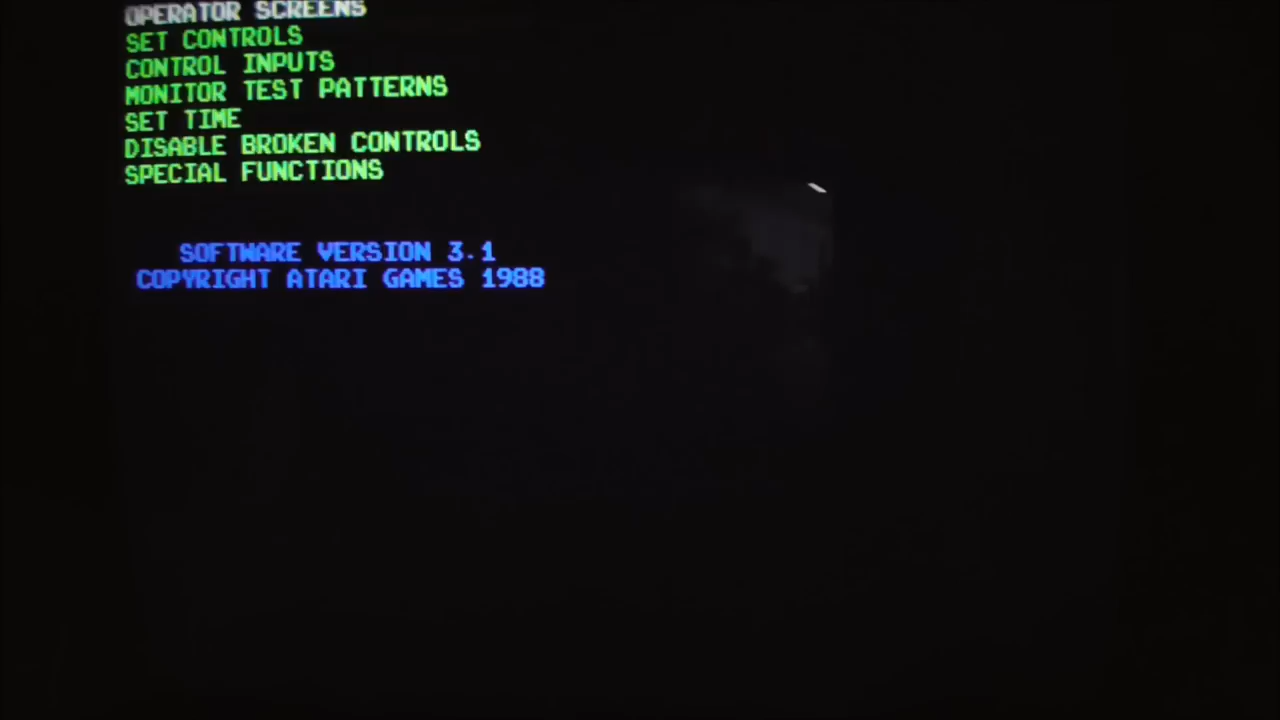 OPERATOR SCREENS
SET CONTROLS
CONTROL INPUTS
MONITOR TEST PATTERNS
SET TIME
DISABLE BROKEN CONTROLS
SPECIAL FUNCTIONS
SOFTWARE VERSION 3.1
COPYRIGHT ATARI GAMES 1988